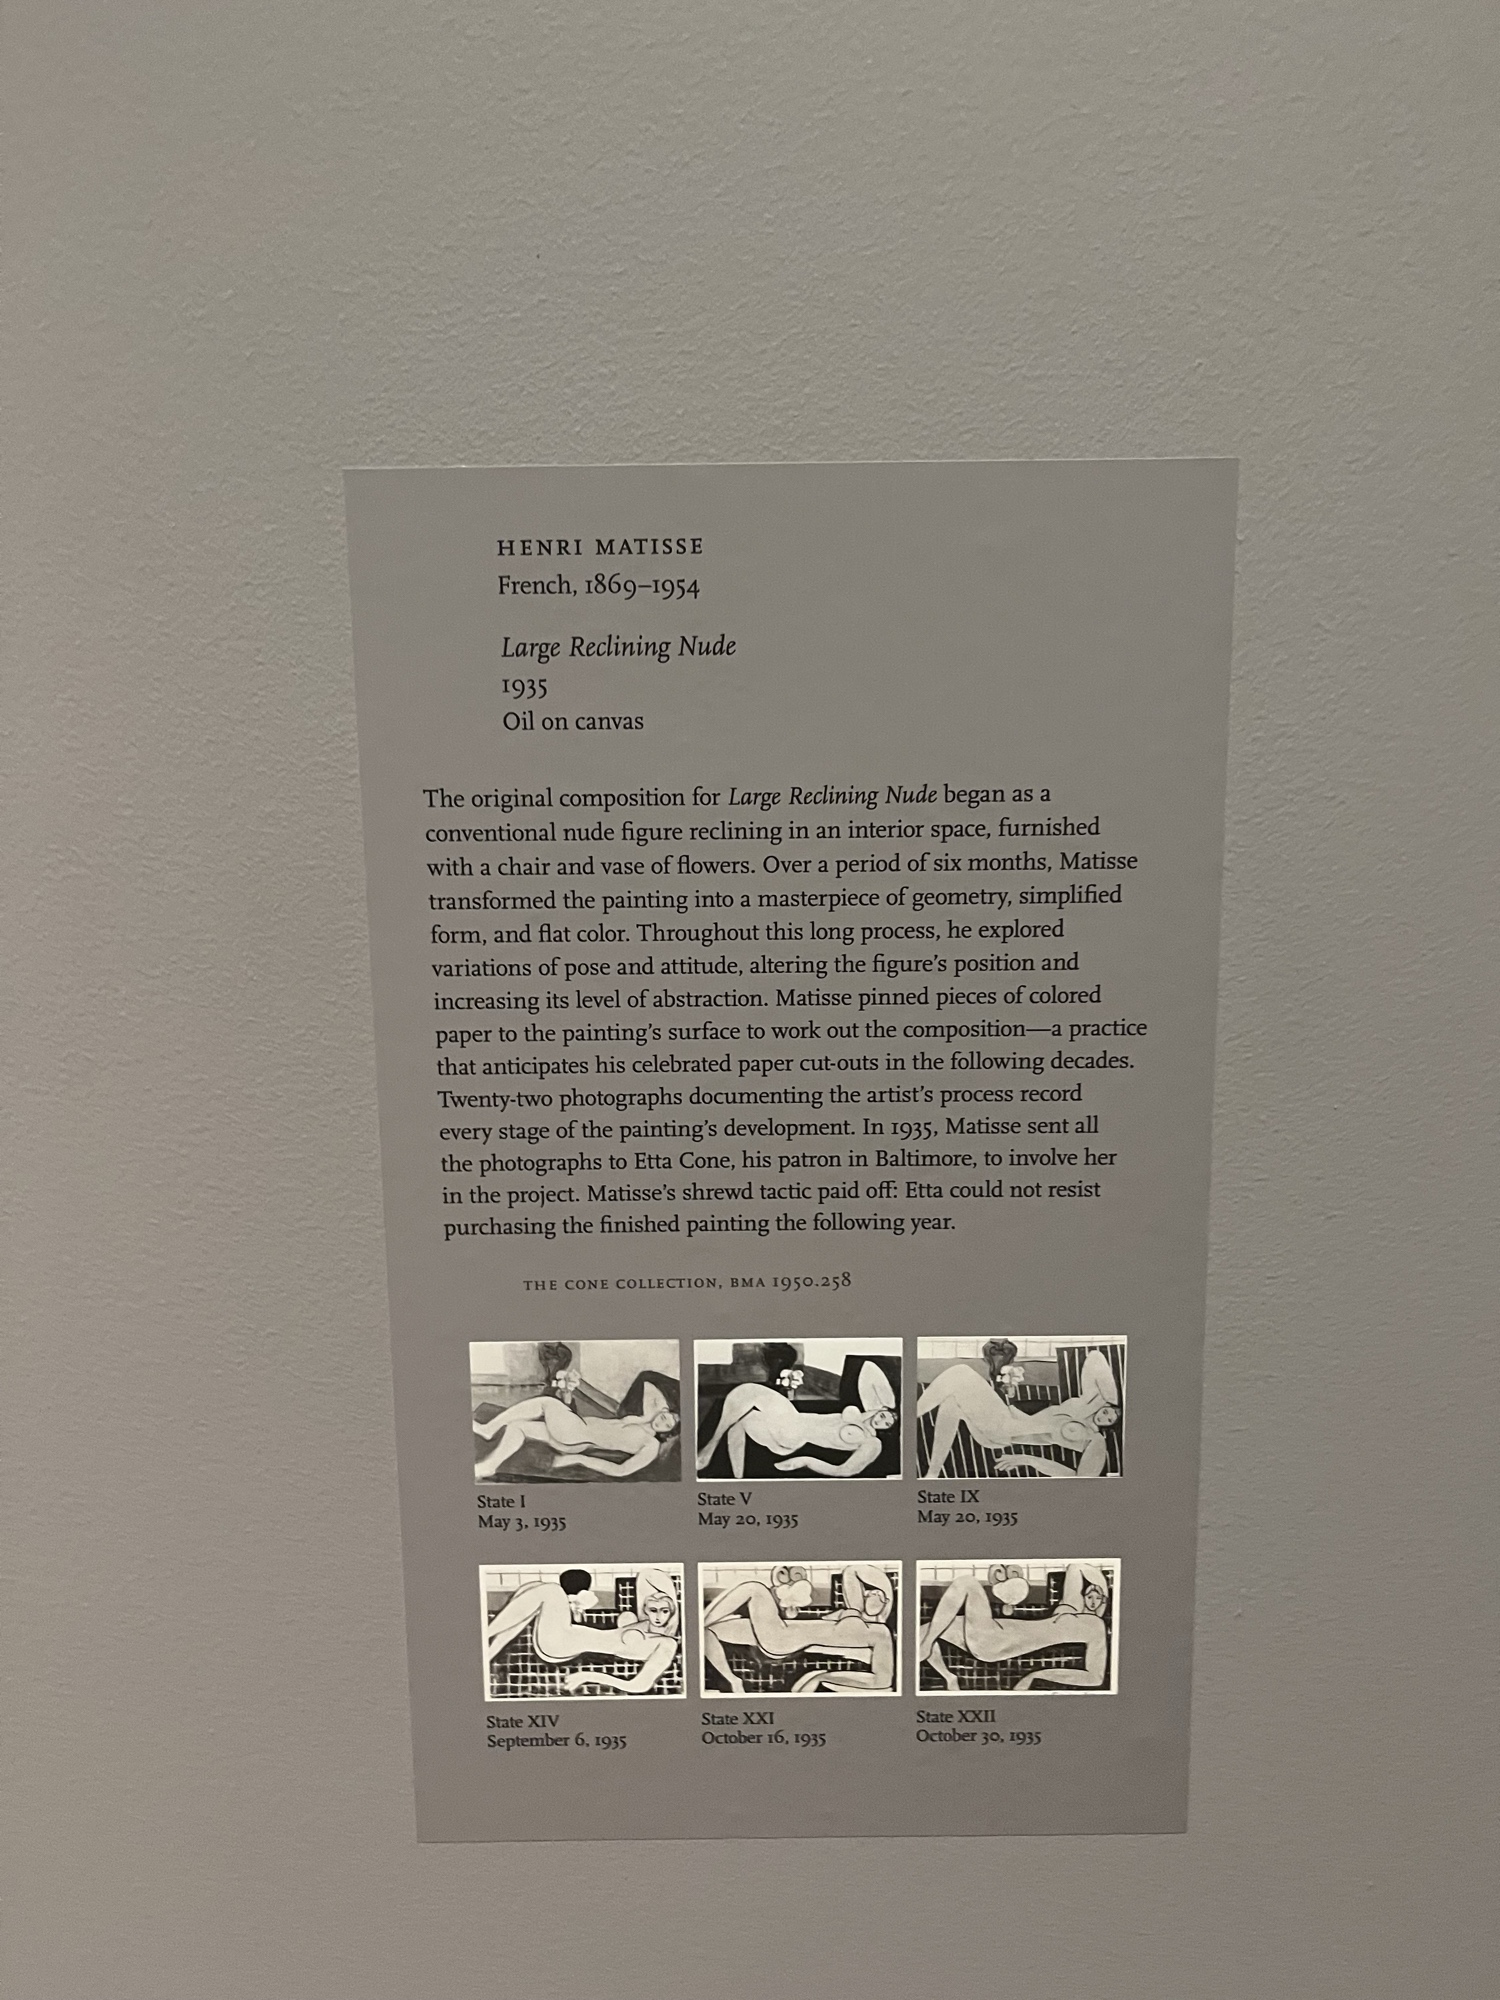 HENRI MATISSE
French, 1869–1954
Large Reclining Nude
1935
Oil on canvas
The original composition for Large Reclining Nude began as a
conventional nude figure reclining in an interior space, furnished
with a chair and vase of flowers. Over a period of six months, Matisse
transformed the painting into a masterpiece of geometry, simplified
form, and flat color. Throughout this long process, he explored
variations of pose and attitude, altering the figure’s position and
increasing its level of abstraction. Matisse pinned pieces of colored
paper to the painting’s surface to work out the composition—a practice
that anticipates his celebrated paper cut-outs in the following decades.
Twenty-two photographs documenting the artist’s process record
every stage of the painting’s development. In 1935, Matisse sent all
the photographs to Etta Cone, his patron in Baltimore, to involve her
in the project. Matisse’s shrewd tactic paid off: Etta could not resist
purchasing the finished painting the following year.
THE CONE COLLECTION, BMA 1950.258
State I
May 3, 1935
State V
May 20, 1935
State IX
May 20, 1935
State XIV
September 6, 1935
State XXI
October 16, 1935
State XXII
October 30, 1935